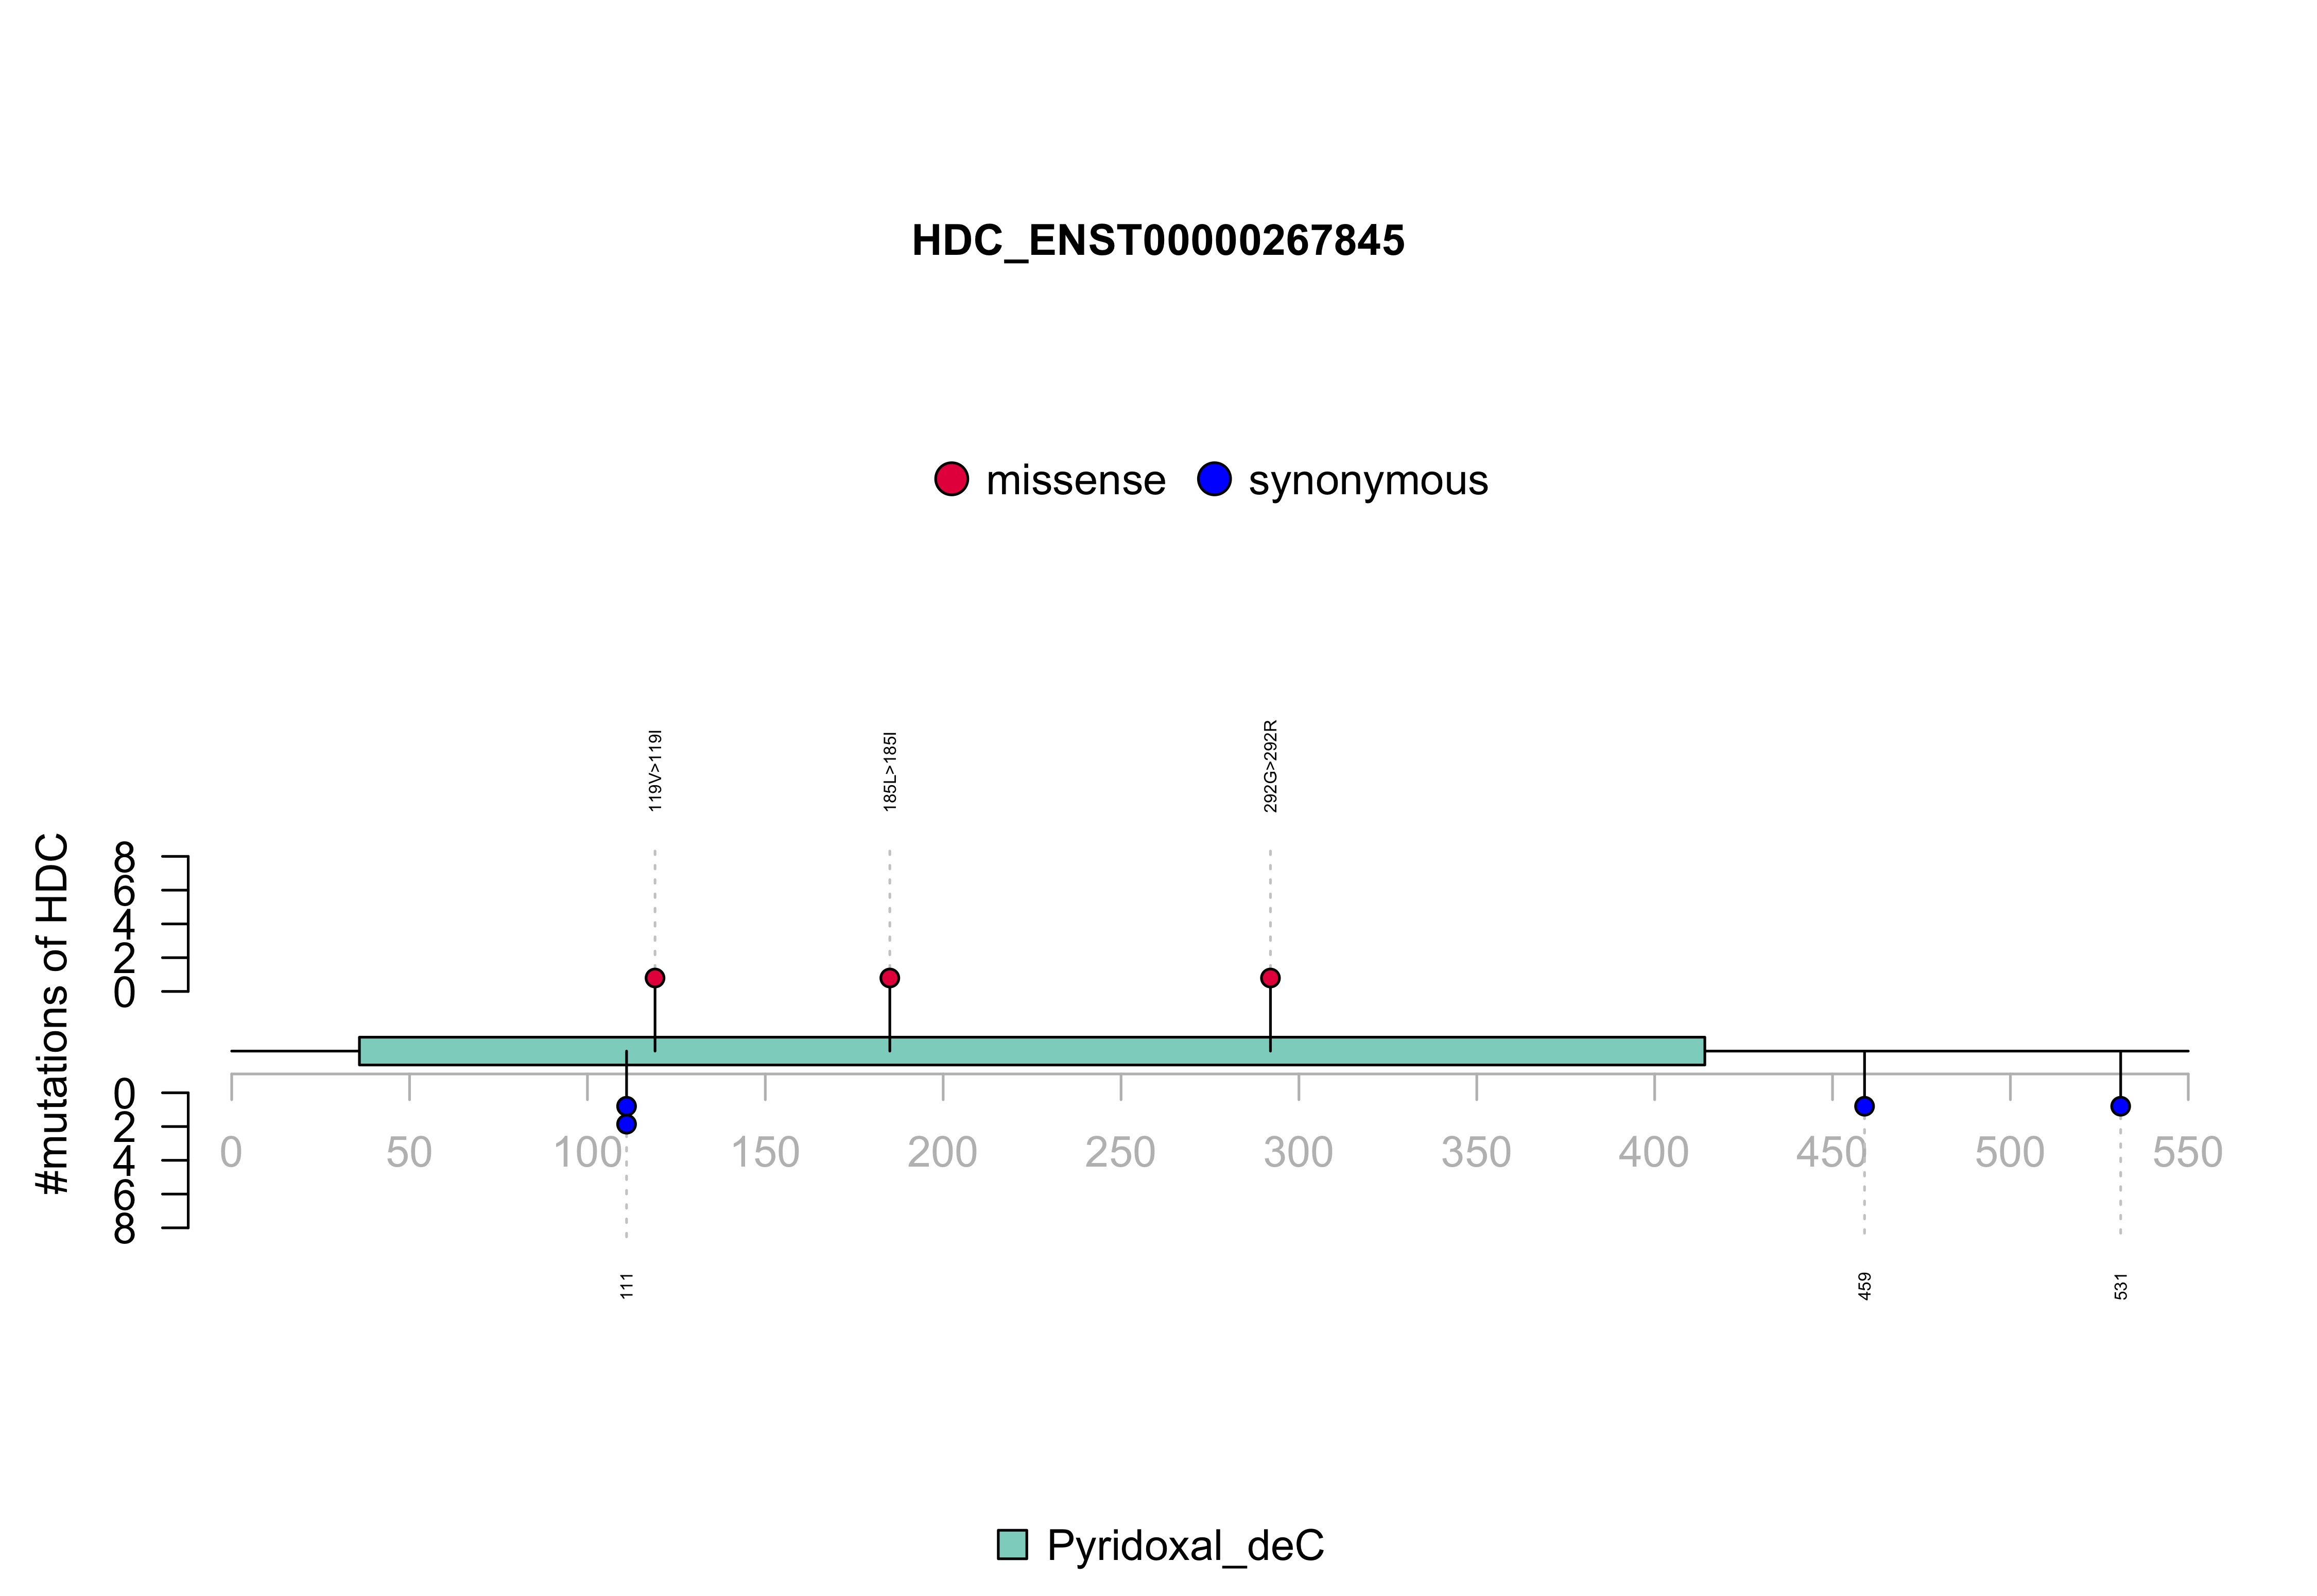 HDC_ENST00000267845
missense synonymous
119V>119I 185L>185I 292G>292R
#mutations of HDC
8
6
4
2
0
0
2
4
6
8
0 50 100 150 200 250 300 350 400 450 500 550
111 459 531
Pyridoxal_deC